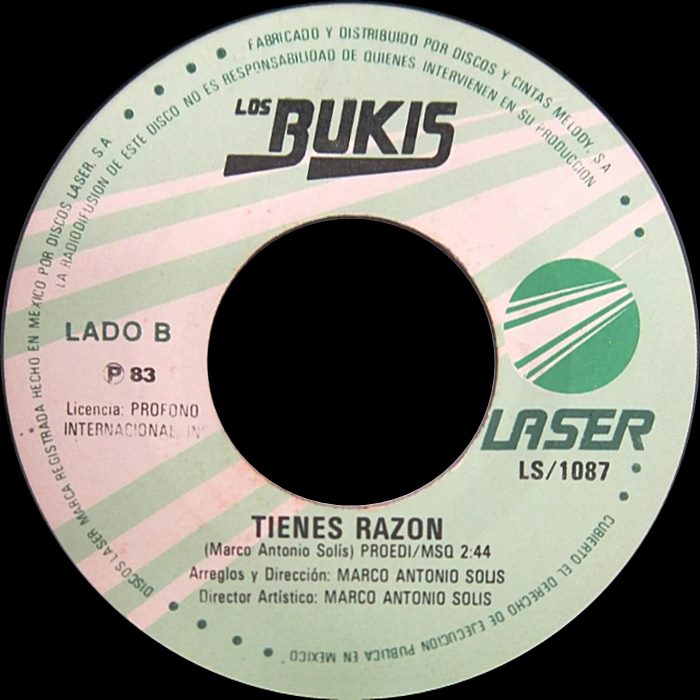 FABRICADO Y DISTRIBUIDO POR DISCOS Y CINTAS MELODY, S.A
LA RADIODIFUSION DE ESTE DISCO NO ES RESPONSABILIDAD DE QUIENES INTERVIENEN EN SU PRODUCCION
DISCOS LASER MARCA REGISTRADA HECHO EN MEXICO POR DISCOS LASER, S.A
LOS
BUKIS
LADO B
Ⓟ 83
Licencia: PROFONO
INTERNACIONAL, INC
LASER
LS/1087
TIENES RAZON
(Marco Antonio Solis) PROEDI/MSQ 2:44
Arreglos y Dirección: MARCO ANTONIO SOLIS
Director Artístico: MARCO ANTONIO SOLIS
CUBIERTO EL DERECHO DE EJECUCION PUBLICA EN MEXICO